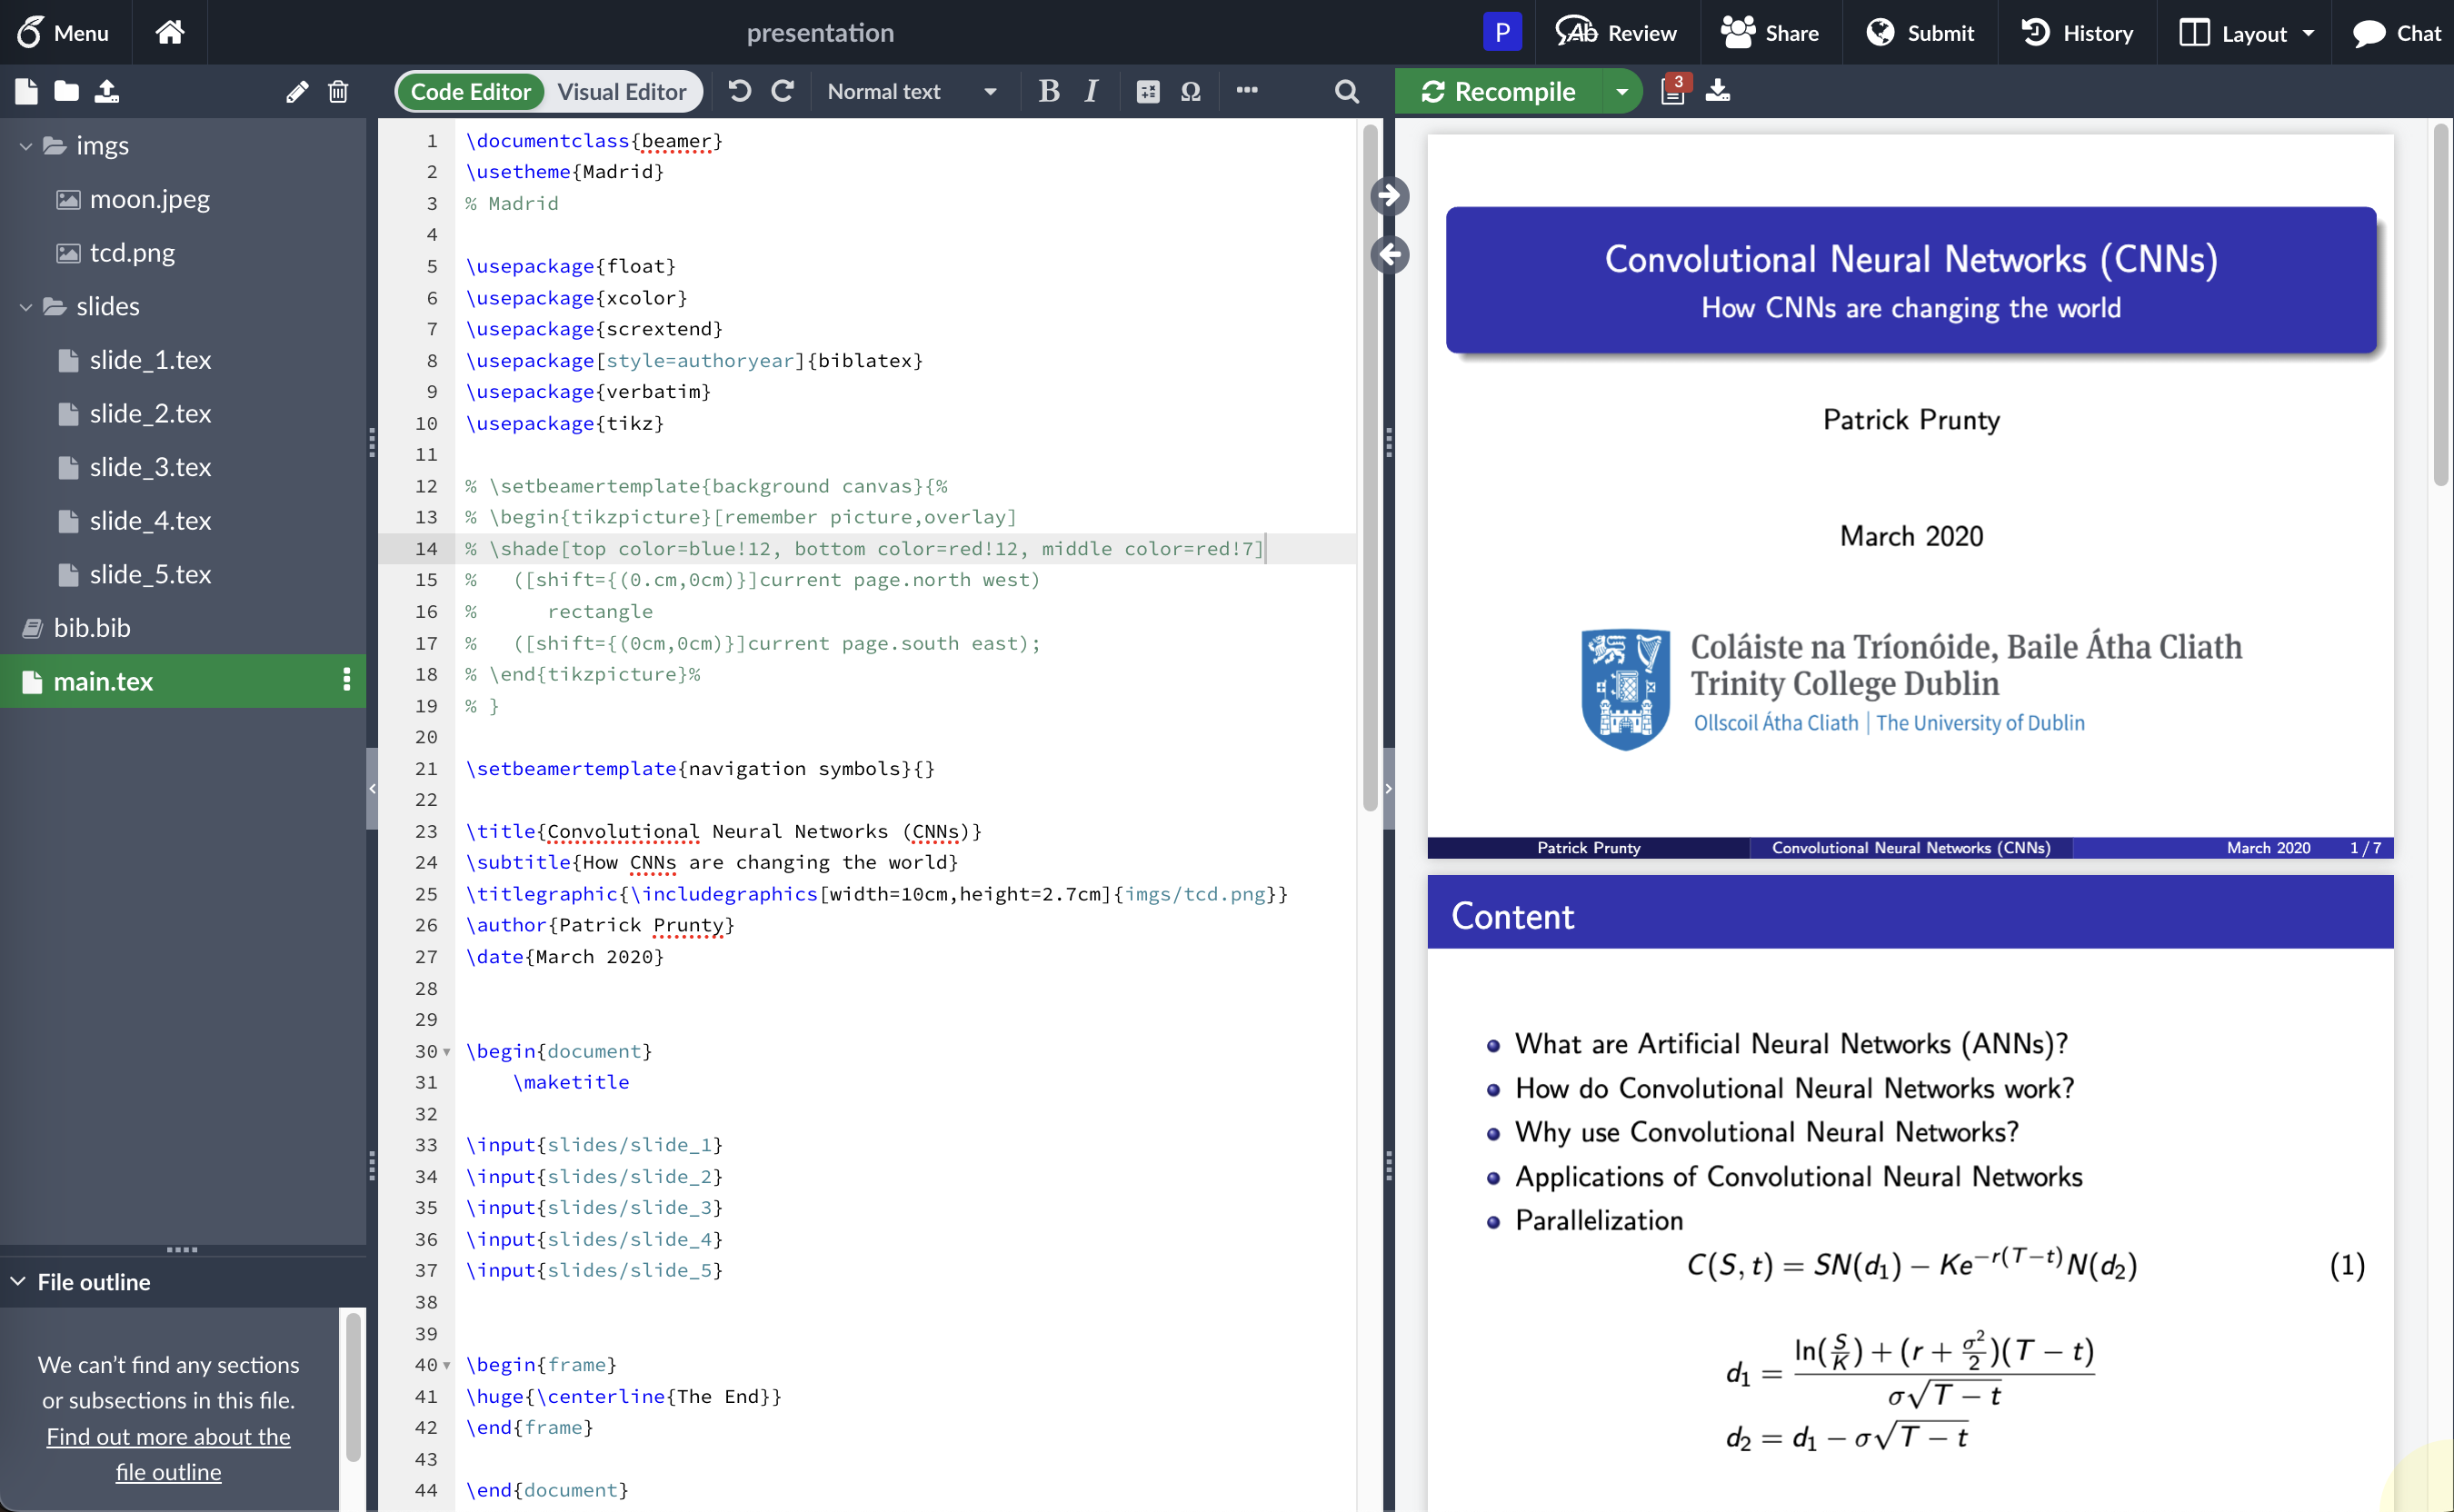 Menu
presentation
P
Review
Share
Submit
History
Layout
Chat
Code Editor
Visual Editor
Normal text
B I
Ω
Recompile
3
imgs
moon.jpeg
tcd.png
slides
slide_1.tex
slide_2.tex
slide_3.tex
slide_4.tex
slide_5.tex
bib.bib
main.tex
File outline
We can’t find any sections
or subsections in this file.
Find out more about the
file outline
1 \documentclass{beamer}
2 \usetheme{Madrid}
3 % Madrid
4
5 \usepackage{float}
6 \usepackage{xcolor}
7 \usepackage{scrextend}
8 \usepackage[style=authoryear]{biblatex}
9 \usepackage{verbatim}
10 \usepackage{tikz}
11
12 % \setbeamertemplate{background canvas}{%
13 % \begin{tikzpicture}[remember picture,overlay]
14 % \shade[top color=blue!12, bottom color=red!12, middle color=red!7]
15 %   ([shift={(0.cm,0cm)}]current page.north west)
16 %      rectangle
17 %   ([shift={(0cm,0cm)}]current page.south east);
18 % \end{tikzpicture}%
19 % }
20
21 \setbeamertemplate{navigation symbols}{}
22
23 \title{Convolutional Neural Networks (CNNs)}
24 \subtitle{How CNNs are changing the world}
25 \titlegraphic{\includegraphics[width=10cm,height=2.7cm]{imgs/tcd.png}}
26 \author{Patrick Prunty}
27 \date{March 2020}
28
29
30 \begin{document}
31     \maketitle
32
33 \input{slides/slide_1}
34 \input{slides/slide_2}
35 \input{slides/slide_3}
36 \input{slides/slide_4}
37 \input{slides/slide_5}
38
39
40 \begin{frame}
41 \huge{\centerline{The End}}
42 \end{frame}
43
44 \end{document}
Convolutional Neural Networks (CNNs)
How CNNs are changing the world
Patrick Prunty
March 2020
Coláiste na Tríonóide, Baile Átha Cliath
Trinity College Dublin
Ollscoil Átha Cliath | The University of Dublin
Patrick Prunty
Convolutional Neural Networks (CNNs)
March 2020 1 / 7
Content
What are Artificial Neural Networks (ANNs)?
How do Convolutional Neural Networks work?
Why use Convolutional Neural Networks?
Applications of Convolutional Neural Networks
Parallelization
C(S, t) = SN(d₁) − Ke^{−r(T−t)}N(d₂) (1)
d₁ = \frac{ln(\frac{S}{K}) + (r + \frac{σ²}{2})(T − t)}{σ√(T − t)}
d₂ = d₁ − σ√(T − t)